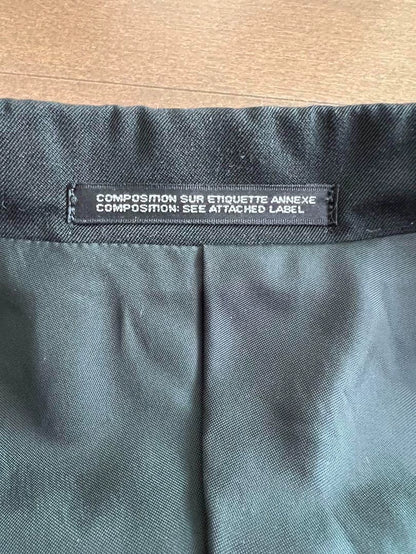 COMPOSITION SUR ETIQUETTE ANNEXE
COMPOSITION: SEE ATTACHED LABEL